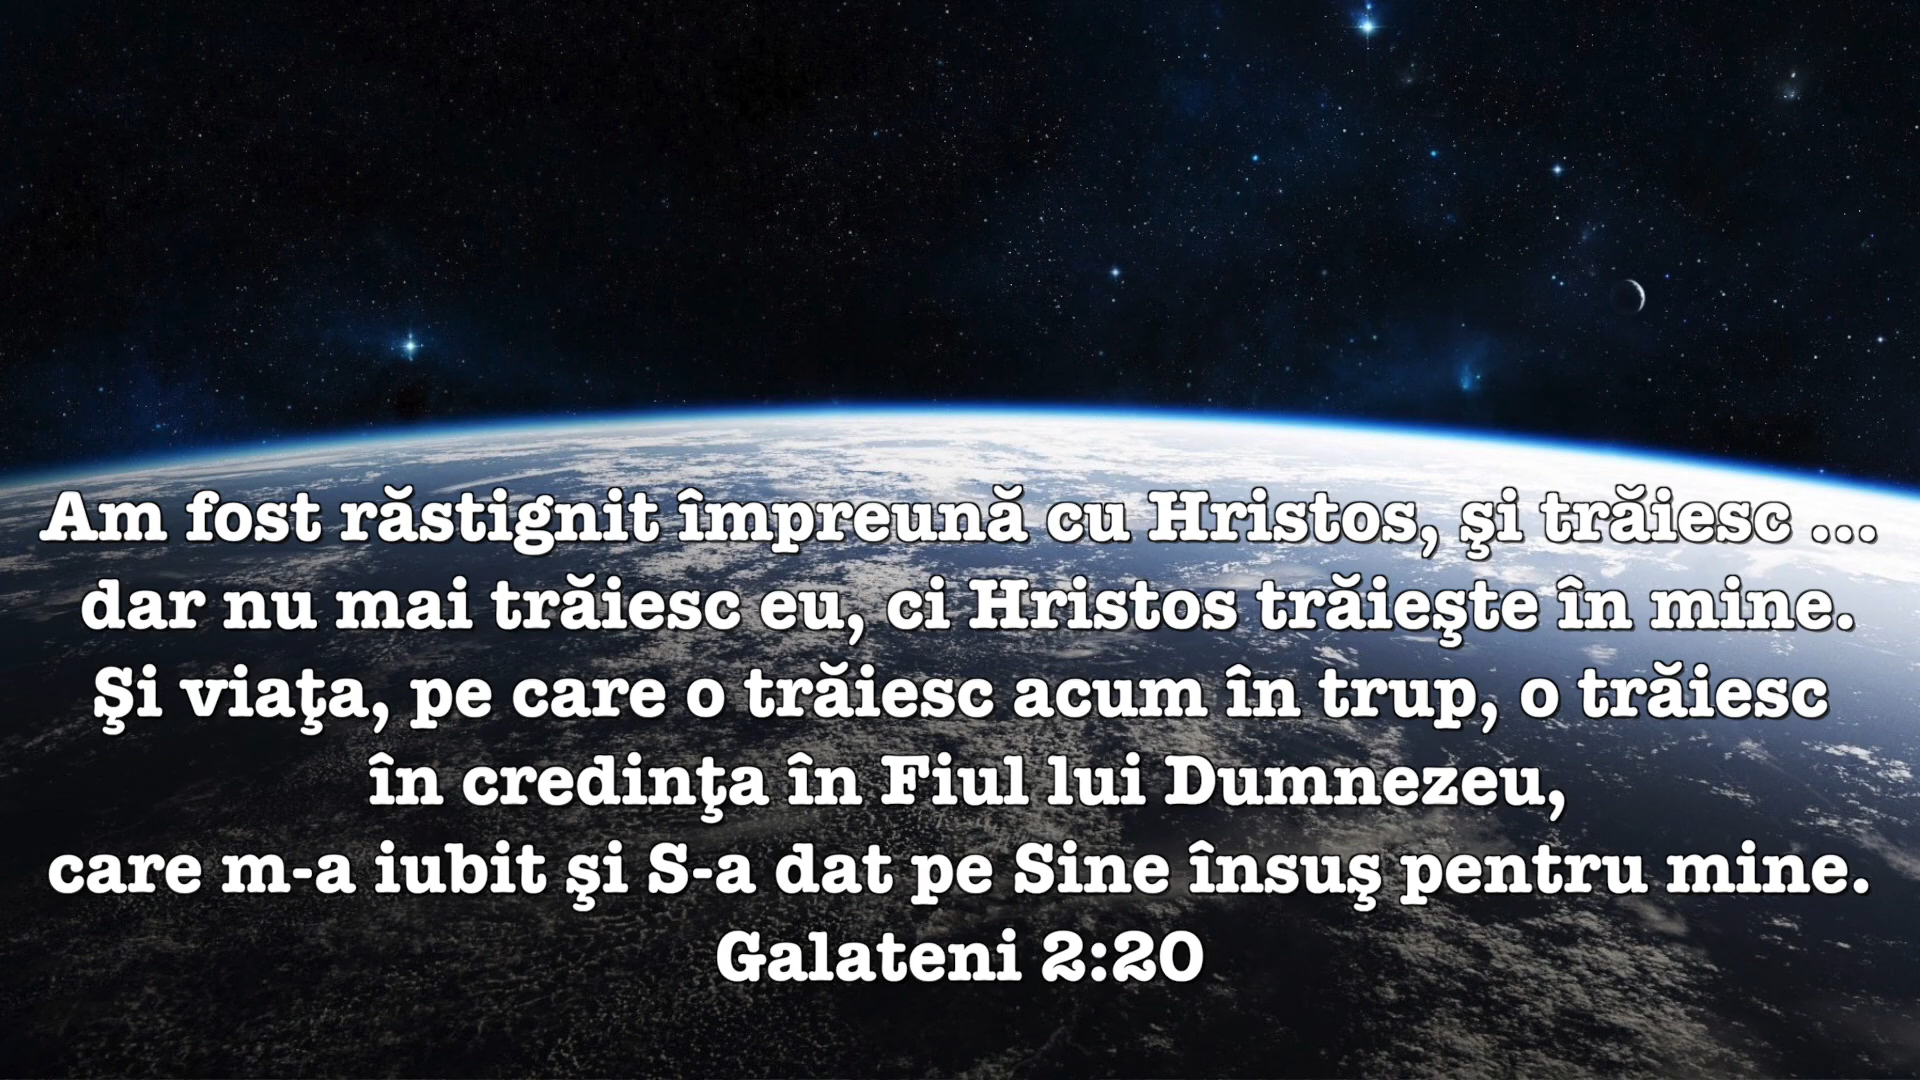 Am fost răstignit împreună cu Hristos, şi trăiesc ...
dar nu mai trăiesc eu, ci Hristos trăieşte în mine.
Şi viaţa, pe care o trăiesc acum în trup, o trăiesc
în credinţa în Fiul lui Dumnezeu,
care m-a iubit şi S-a dat pe Sine însuş pentru mine.
Galateni 2:20